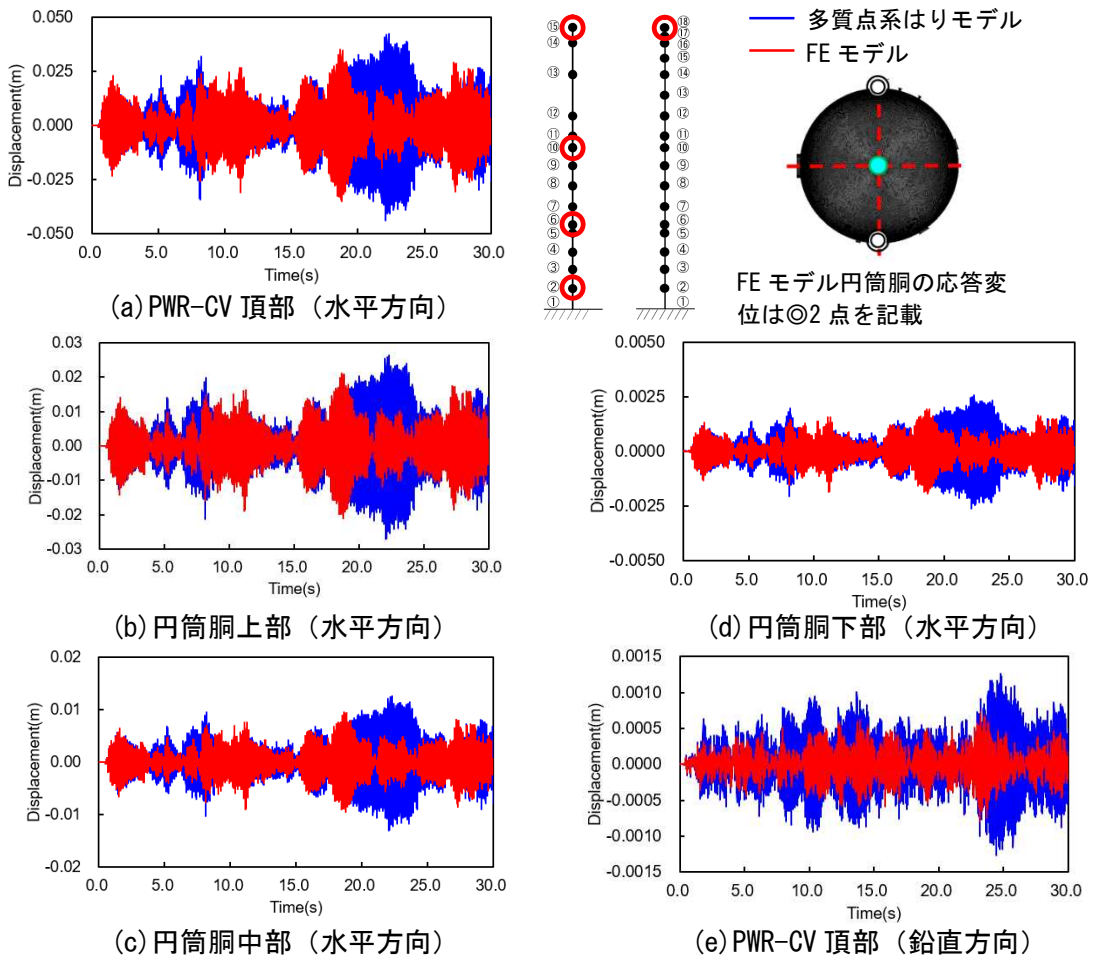 0.050
0.025
0.000
-0.025
-0.050
Displacement(m)
0.0 5.0 10.0 15.0 20.0 25.0 30.0
Time(s)
(a)PWR-CV 頂部（水平方向）
⑮
⑭
⑬
⑫
⑪
⑩
⑨
⑧
⑦
⑥
⑤
④
③
②
①
⑱
⑰
⑯
⑮
⑭
⑬
⑫
⑪
⑩
⑨
⑧
⑦
⑥
⑤
④
③
②
①
多質点系はりモデル
FE モデル
FE モデル円筒胴の応答変
位は◎2 点を記載
0.03
0.02
0.01
0.00
-0.01
-0.02
-0.03
Displacement(m)
0.0 5.0 10.0 15.0 20.0 25.0 30.0
Time(s)
(b)円筒胴上部（水平方向）
0.0050
0.0025
0.0000
-0.0025
-0.0050
Displacement(m)
0.0 5.0 10.0 15.0 20.0 25.0 30.0
Time(s)
(d)円筒胴下部（水平方向）
0.02
0.01
0.00
-0.01
-0.02
Displacement(m)
0.0 5.0 10.0 15.0 20.0 25.0 30.0
Time(s)
(c)円筒胴中部（水平方向）
0.0015
0.0010
0.0005
0.0000
-0.0005
-0.0010
-0.0015
Displacement(m)
0.0 5.0 10.0 15.0 20.0 25.0 30.0
Time(s)
(e)PWR-CV 頂部（鉛直方向）